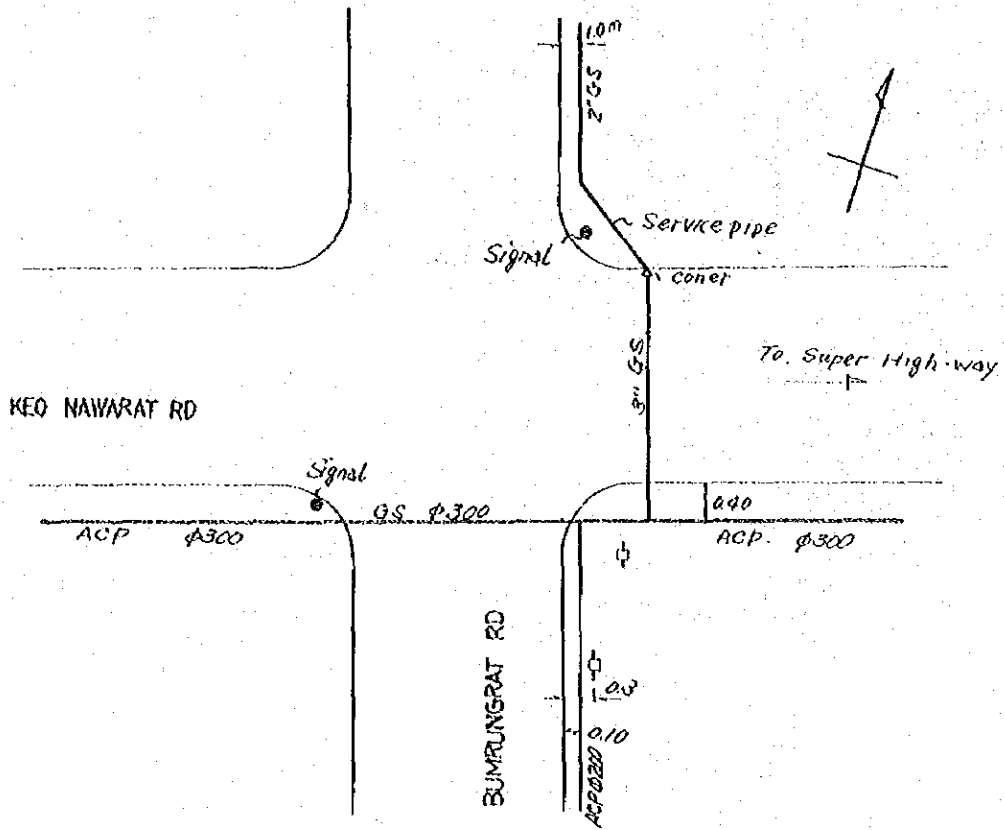 1.0m
2" GS
Service pipe
Signal
coner
3" GS
To. Super High-way
KEO NAWARAT RD
Signal
GS φ300
0.40
ACP φ300
ACP. φ300
BUMRUNGRAT RD
0.3
0.10
ACP φ200